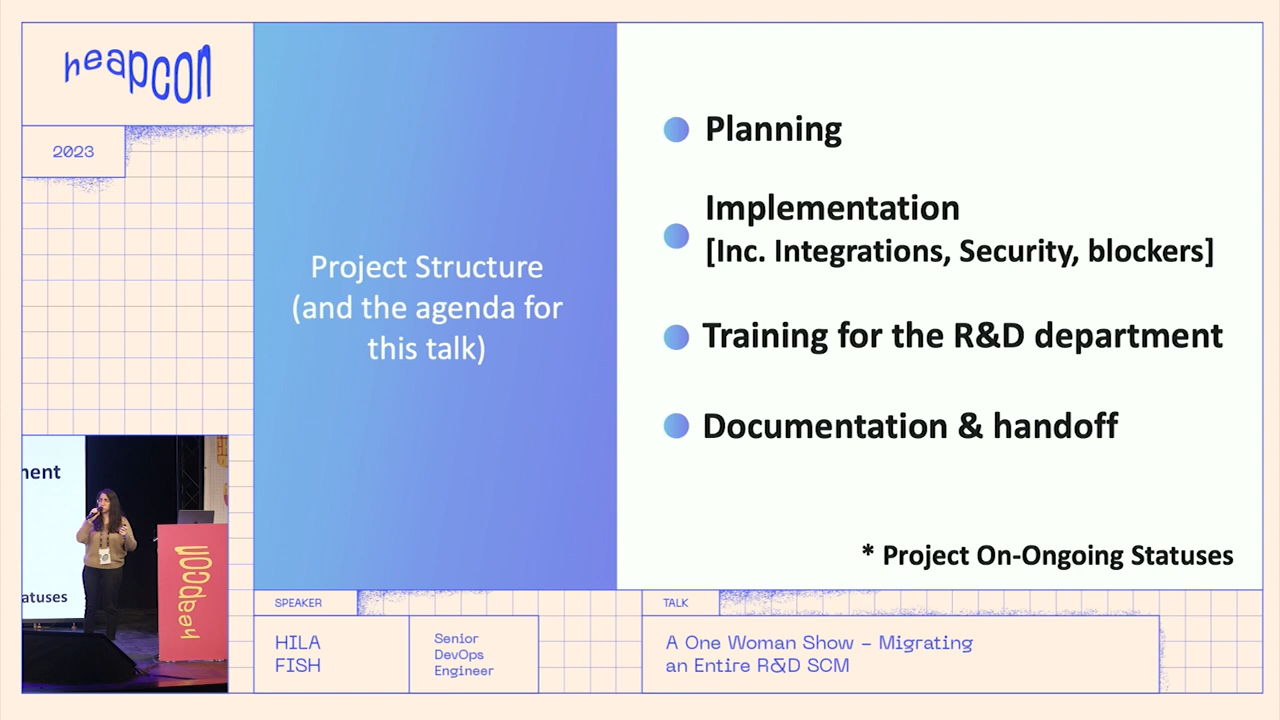 heapcon
2023
Project Structure
(and the agenda for
this talk)
Planning
Implementation
[Inc. Integrations, Security, blockers]
Training for the R&D department
Documentation & handoff
* Project On-Ongoing Statuses
nent
atuses
heapcon
SPEAKER
HILA
FISH
Senior
DevOps
Engineer
TALK
A One Woman Show – Migrating
an Entire R&D SCM